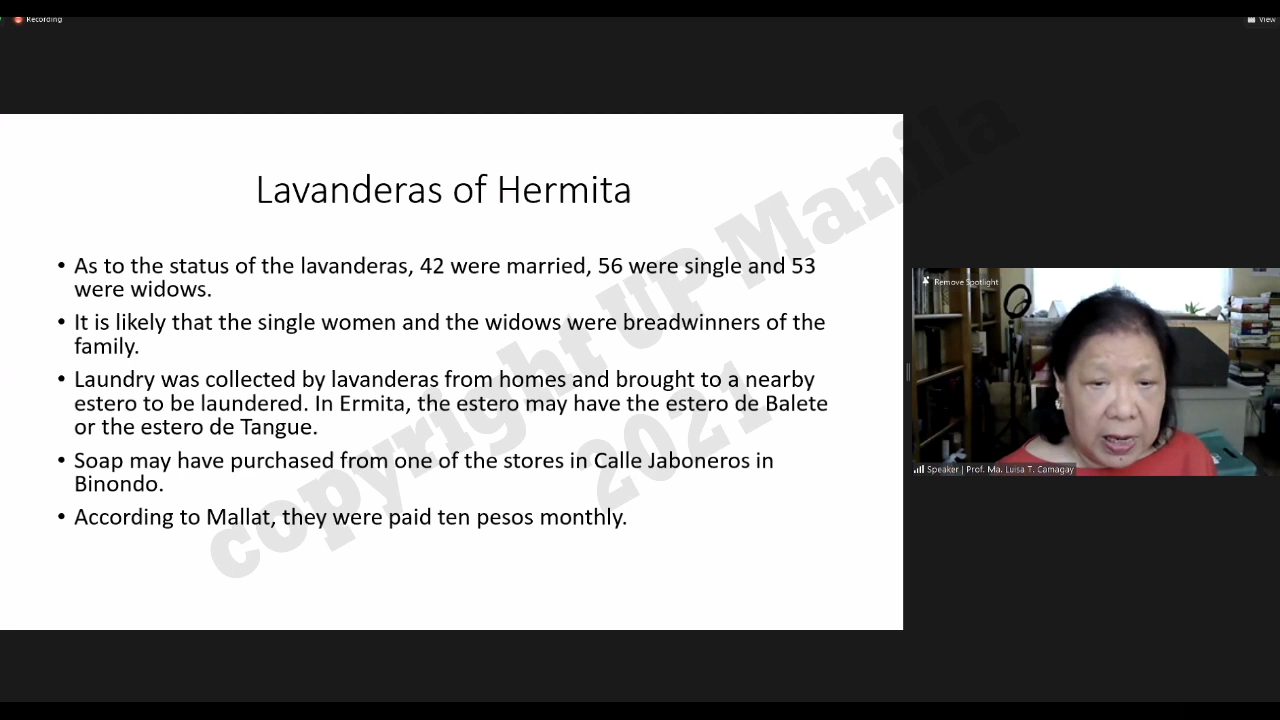 Recording
View
Lavanderas of Hermita
• As to the status of the lavanderas, 42 were married, 56 were single and 53
were widows.
• It is likely that the single women and the widows were breadwinners of the
family.
• Laundry was collected by lavanderas from homes and brought to a nearby
estero to be laundered. In Ermita, the estero may have the estero de Balete
or the estero de Tangue.
• Soap may have purchased from one of the stores in Calle Jaboneros in
Binondo.
• According to Mallat, they were paid ten pesos monthly.
copyright UP Manila
2021
Remove Spotlight
Speaker | Prof. Ma. Luisa T. Camagay